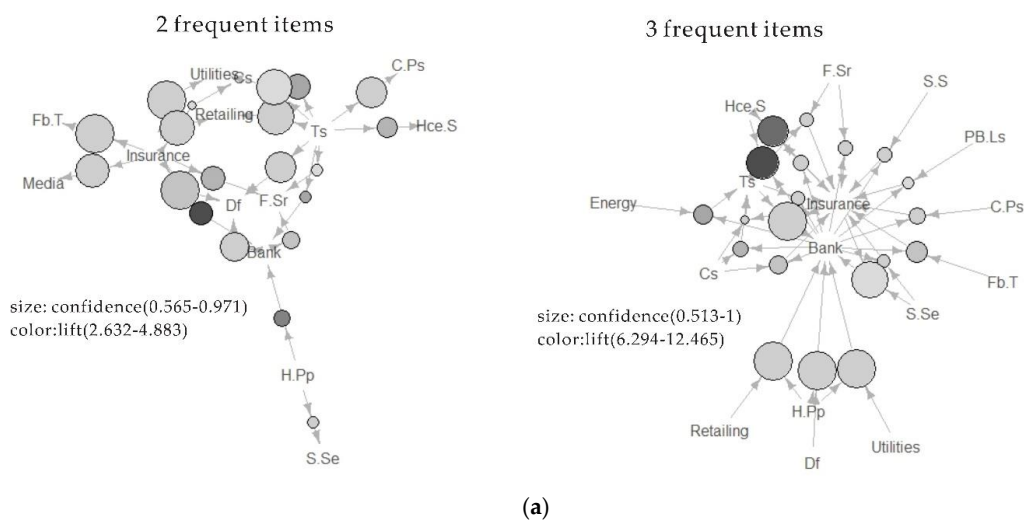 2 frequent items
Utilities
Cs
C.Ps
Fb.T
Retailing
Ts
Hce.S
Insurance
Media
Df
F.Sr
Bank
size: confidence(0.565-0.971)
color:lift(2.632-4.883)
H.Pp
S.Se
3 frequent items
F.Sr
S.S
Hce.S
PB.Ls
Ts
Energy
Insurance
C.Ps
Bank
Cs
Fb.T
S.Se
size: confidence(0.513-1)
color:lift(6.294-12.465)
H.Pp
Retailing
Utilities
Df
(a)